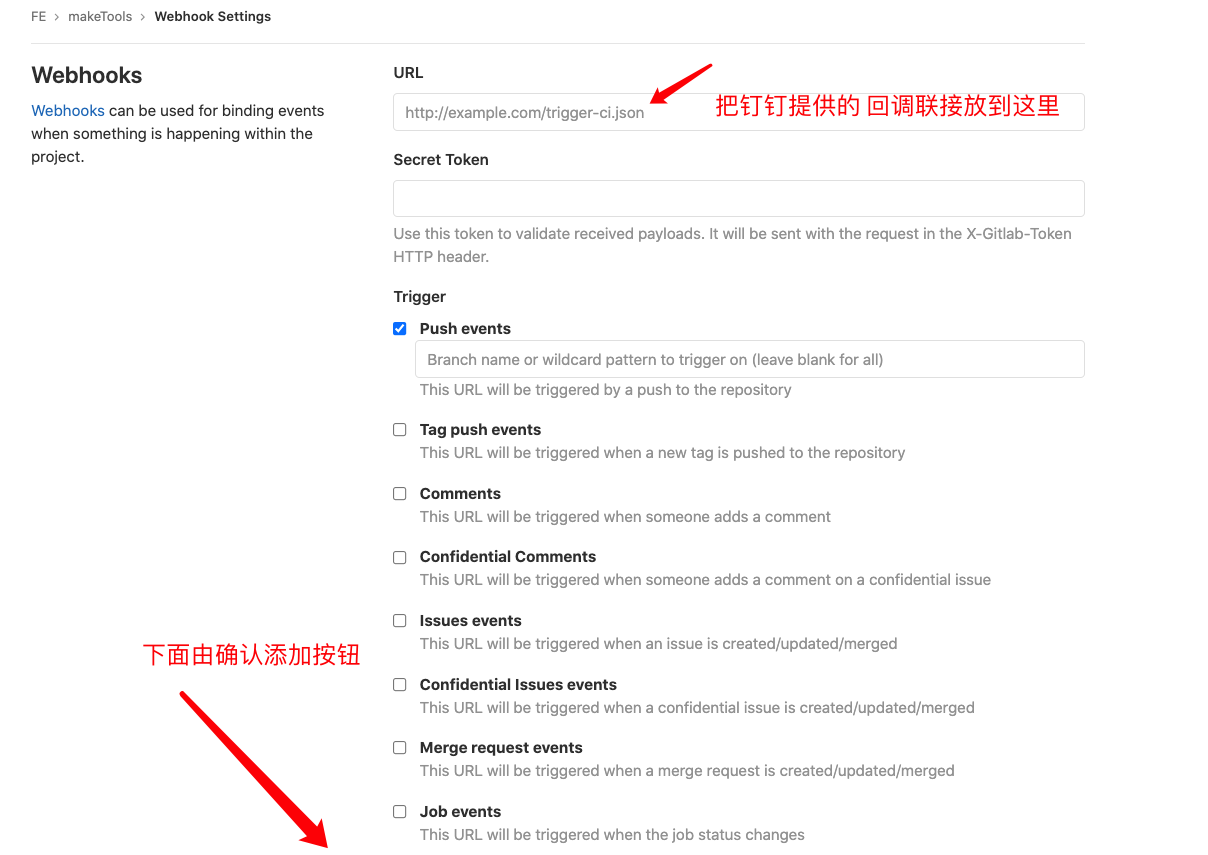 FE > makeTools > Webhook Settings
Webhooks
Webhooks can be used for binding events
when something is happening within the
project.
URL
http://example.com/trigger-ci.json
把钉钉提供的 回调联接放到这里
Secret Token
Use this token to validate received payloads. It will be sent with the request in the X-Gitlab-Token
HTTP header.
Trigger
Push events
Branch name or wildcard pattern to trigger on (leave blank for all)
This URL will be triggered by a push to the repository
Tag push events
This URL will be triggered when a new tag is pushed to the repository
Comments
This URL will be triggered when someone adds a comment
Confidential Comments
This URL will be triggered when someone adds a comment on a confidential issue
Issues events
This URL will be triggered when an issue is created/updated/merged
下面由确认添加按钮
Confidential Issues events
This URL will be triggered when a confidential issue is created/updated/merged
Merge request events
This URL will be triggered when a merge request is created/updated/merged
Job events
This URL will be triggered when the job status changes